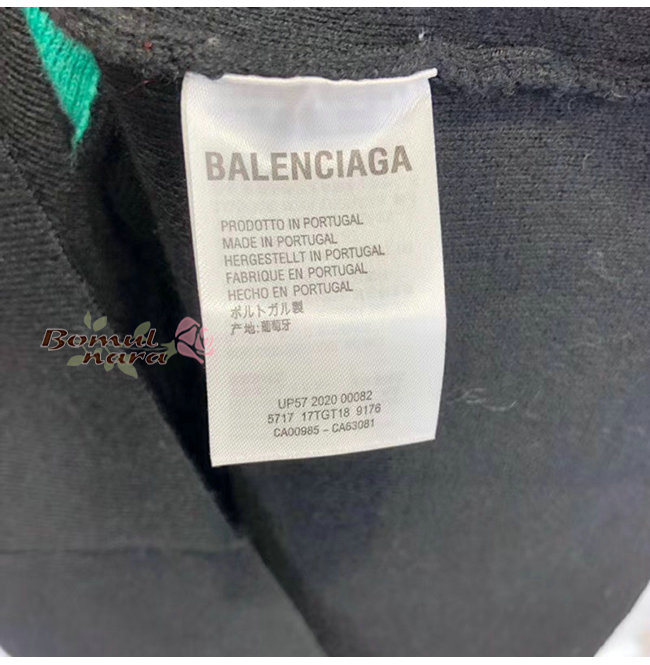 BALENCIAGA
PRODOTTO IN PORTUGAL
MADE IN PORTUGAL
HERGESTELLT IN PORTUGAL
FABRIQUE EN PORTUGAL
HECHO EN PORTUGAL
ポルトガル製
产地:葡萄牙
Bomul
nara
UP57 2020 00082
5717 17TGT18 9176
CA00985 – CA63081